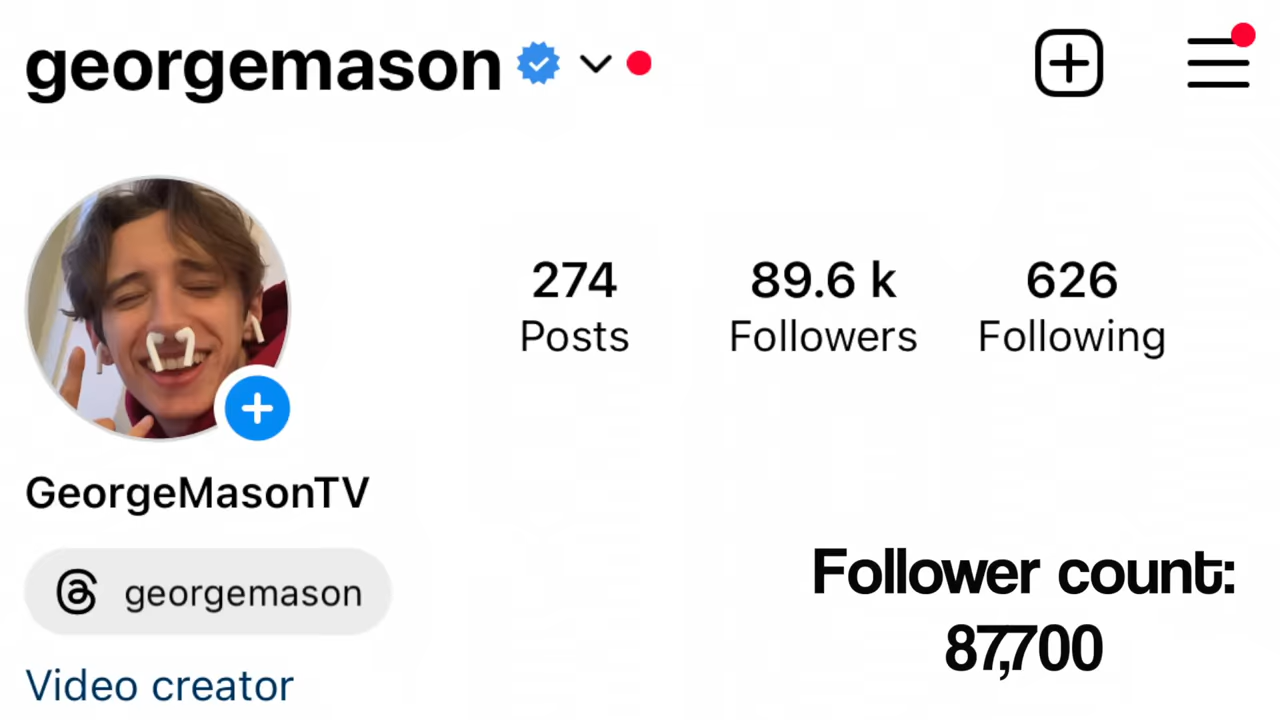 georgemason
274 89.6 k 626
Posts Followers Following
GeorgeMasonTV
georgemason
Video creator
Follower count:
87,700